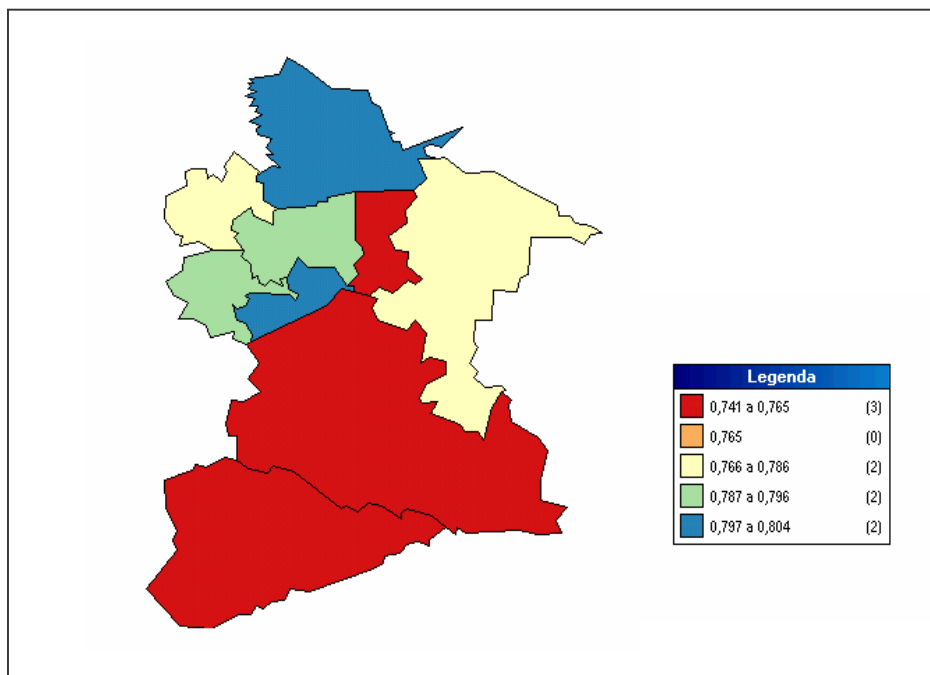 Legenda
0,741 a 0,765 (3)
0,765 (0)
0,766 a 0,786 (2)
0,787 a 0,796 (2)
0,797 a 0,804 (2)